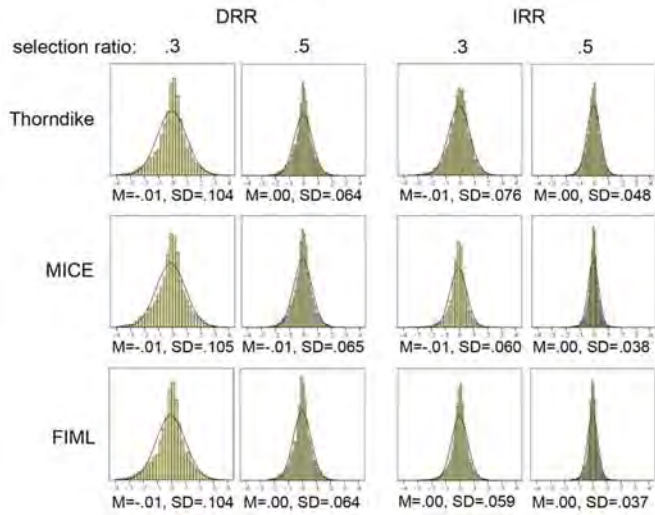 DRR IRR
selection ratio: .3 .5 .3 .5
Thorndike
M=-.01, SD=.104 M=.00, SD=.064 M=-.01, SD=.076 M=.00, SD=.048
MICE
M=-.01, SD=.105 M=-.01, SD=.065 M=-.01, SD=.060 M=.00, SD=.038
FIML
M=-.01, SD=.104 M=.00, SD=.064 M=.00, SD=.059 M=.00, SD=.037